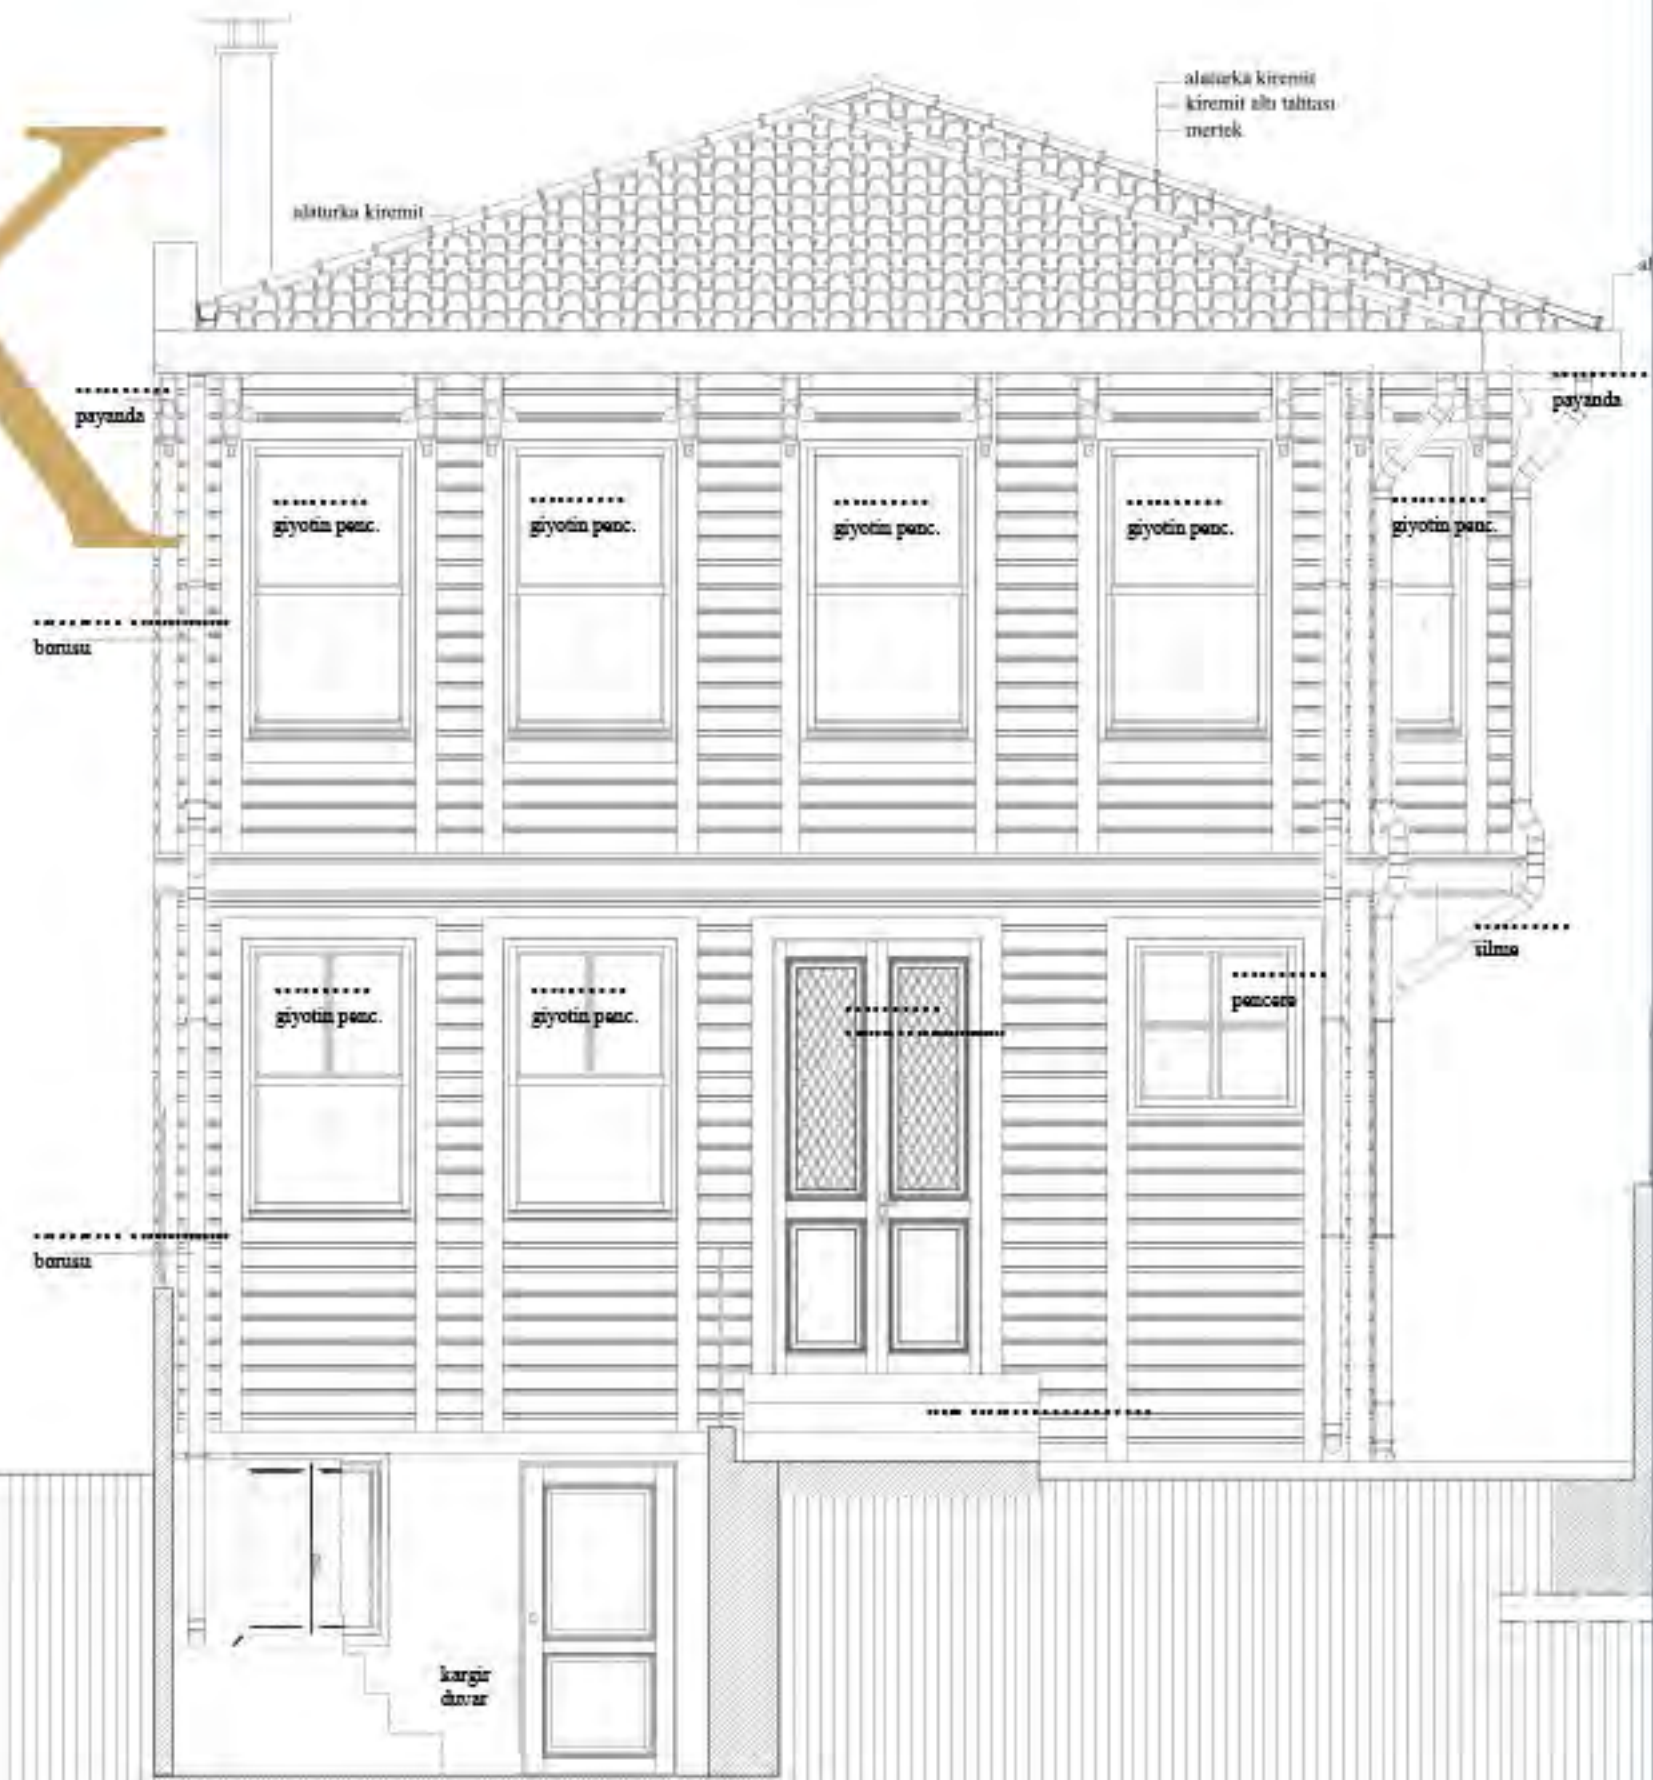 alaturka kiremit
kiremit altı tahtası
mertek
alaturka kiremit
al
payanda
payanda
giyotin penc.
giyotin penc.
giyotin penc.
giyotin penc.
giyotin penc.
borusu
silme
giyotin penc.
giyotin penc.
pencere
borusu
kargir
duvar
K